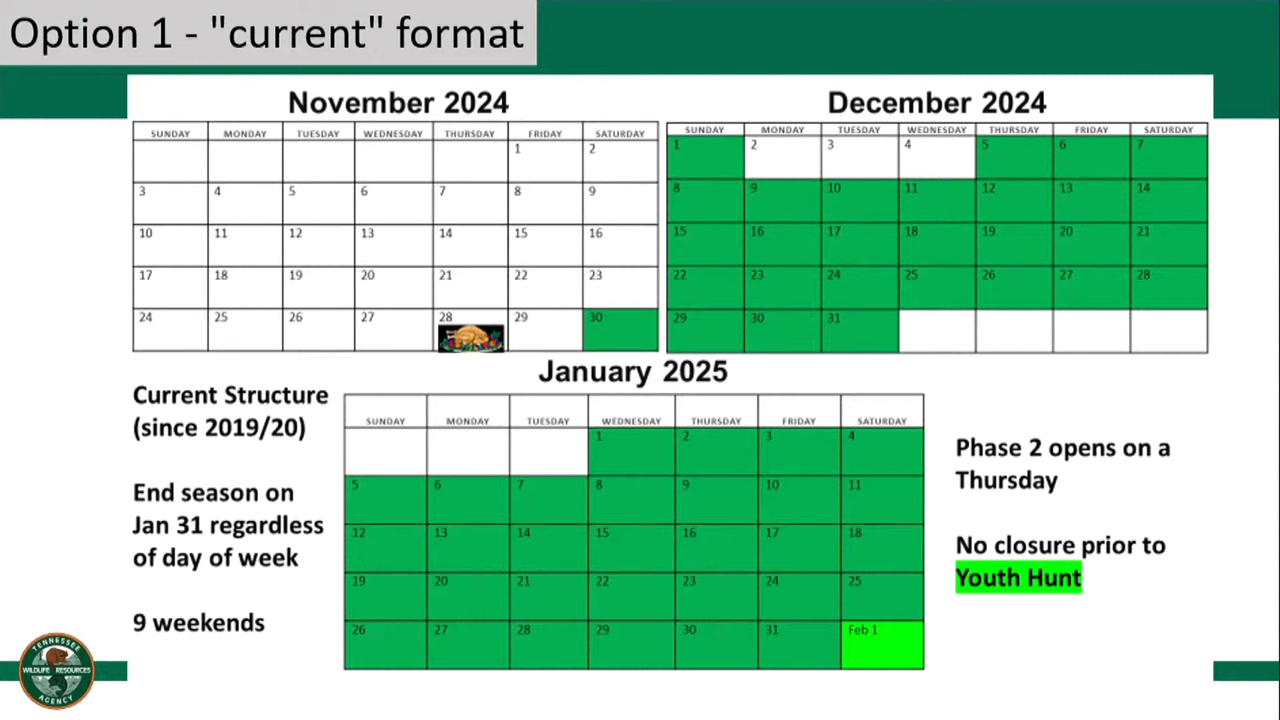 Option 1 - "current" format
November 2024
SUNDAY MONDAY TUESDAY WEDNESDAY THURSDAY FRIDAY SATURDAY
1 2
3 4 5 6 7 8 9
10 11 12 13 14 15 16
17 18 19 20 21 22 23
24 25 26 27 28 29 30
December 2024
SUNDAY MONDAY TUESDAY WEDNESDAY THURSDAY FRIDAY SATURDAY
1 2 3 4 5 6 7
8 9 10 11 12 13 14
15 16 17 18 19 20 21
22 23 24 25 26 27 28
29 30 31
January 2025
SUNDAY MONDAY TUESDAY WEDNESDAY THURSDAY FRIDAY SATURDAY
1 2 3 4
5 6 7 8 9 10 11
12 13 14 15 16 17 18
19 20 21 22 23 24 25
26 27 28 29 30 31 Feb 1
Current Structure
(since 2019/20)
End season on
Jan 31 regardless
of day of week
9 weekends
Phase 2 opens on a
Thursday
No closure prior to
Youth Hunt
TENNESSEE
WILDLIFE RESOURCES
AGENCY